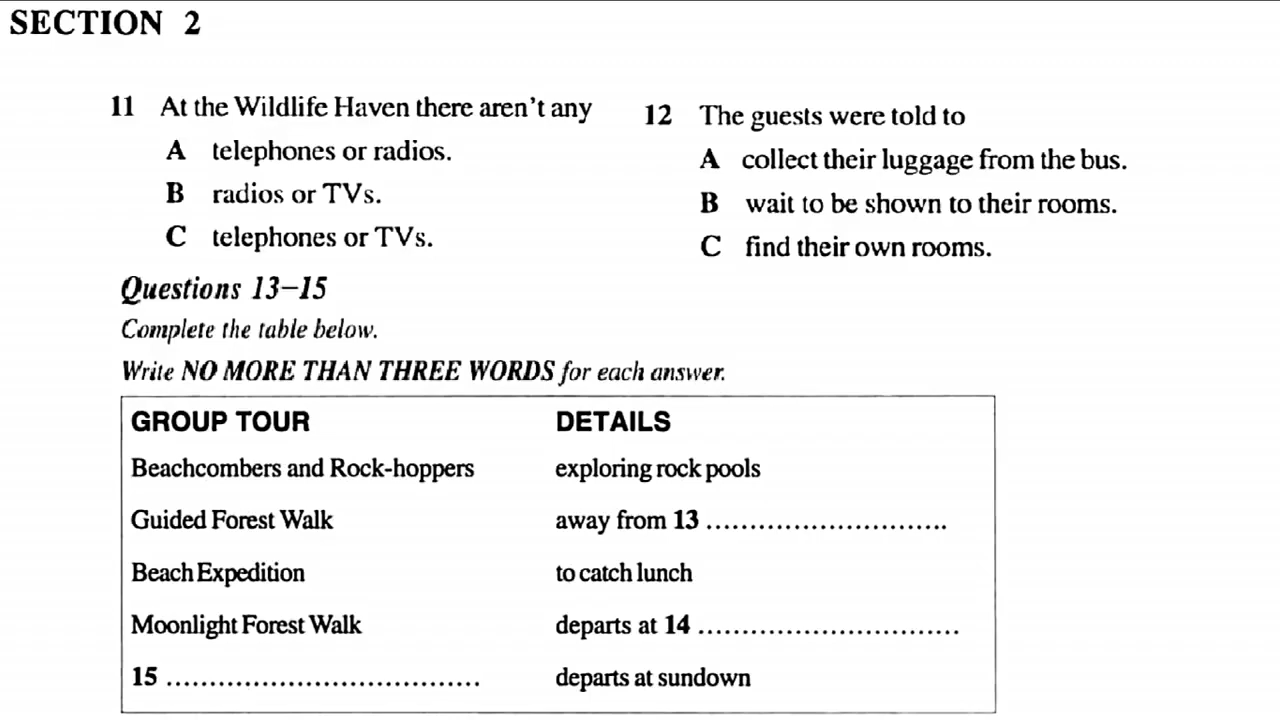 SECTION 2
11 At the Wildlife Haven there aren't any
A telephones or radios.
B radios or TVs.
C telephones or TVs.
12 The guests were told to
A collect their luggage from the bus.
B wait to be shown to their rooms.
C find their own rooms.
Questions 13–15
Complete the table below.
Write NO MORE THAN THREE WORDS for each answer.
GROUP TOUR DETAILS
Beachcombers and Rock-hoppers exploring rock pools
Guided Forest Walk away from 13 ............................
Beach Expedition to catch lunch
Moonlight Forest Walk departs at 14 ..............................
15 .................................... departs at sundown